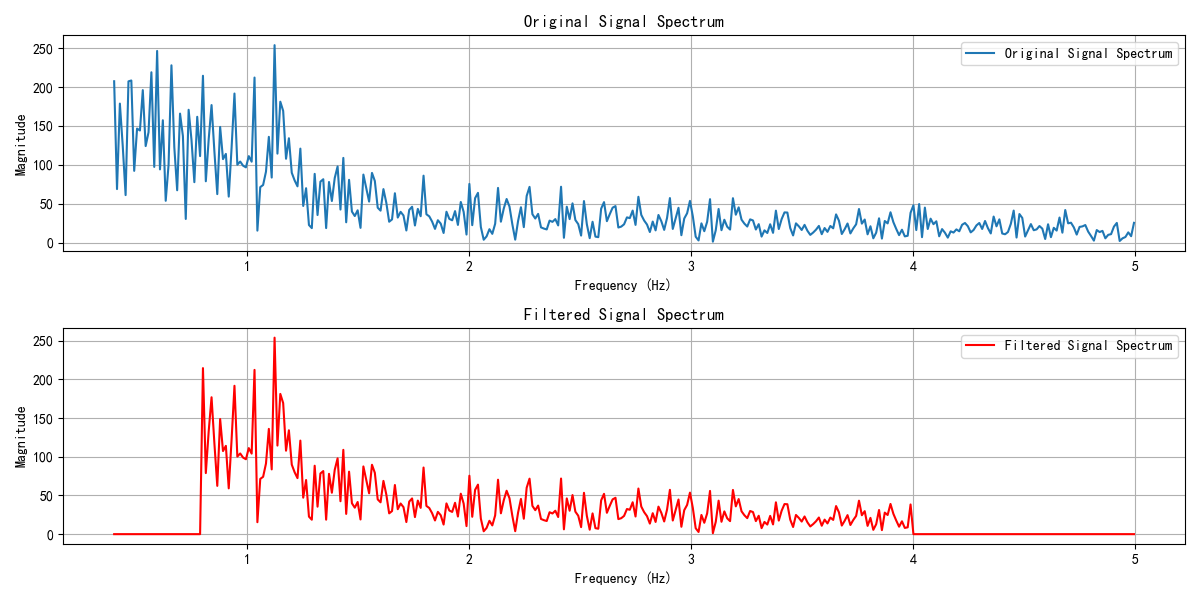 Original Signal Spectrum
Original Signal Spectrum
Magnitude
250
200
150
100
50
0
1 2 3 4 5
Frequency (Hz)
Filtered Signal Spectrum
Filtered Signal Spectrum
Magnitude
250
200
150
100
50
0
1 2 3 4 5
Frequency (Hz)